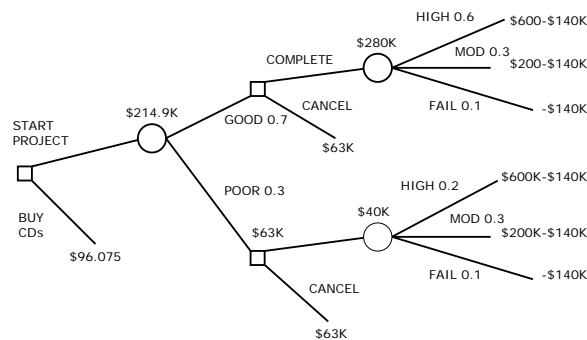 HIGH 0.6
$600-$140K
$280K
MOD 0.3
$200-$140K
COMPLETE
FAIL 0.1
-$140K
CANCEL
$214.9K
GOOD 0.7
START
PROJECT
$63K
POOR 0.3
HIGH 0.2
$600K-$140K
$40K
MOD 0.3
$200K-$140K
BUY
CDs
$63K
FAIL 0.1
-$140K
$96.075
CANCEL
$63K